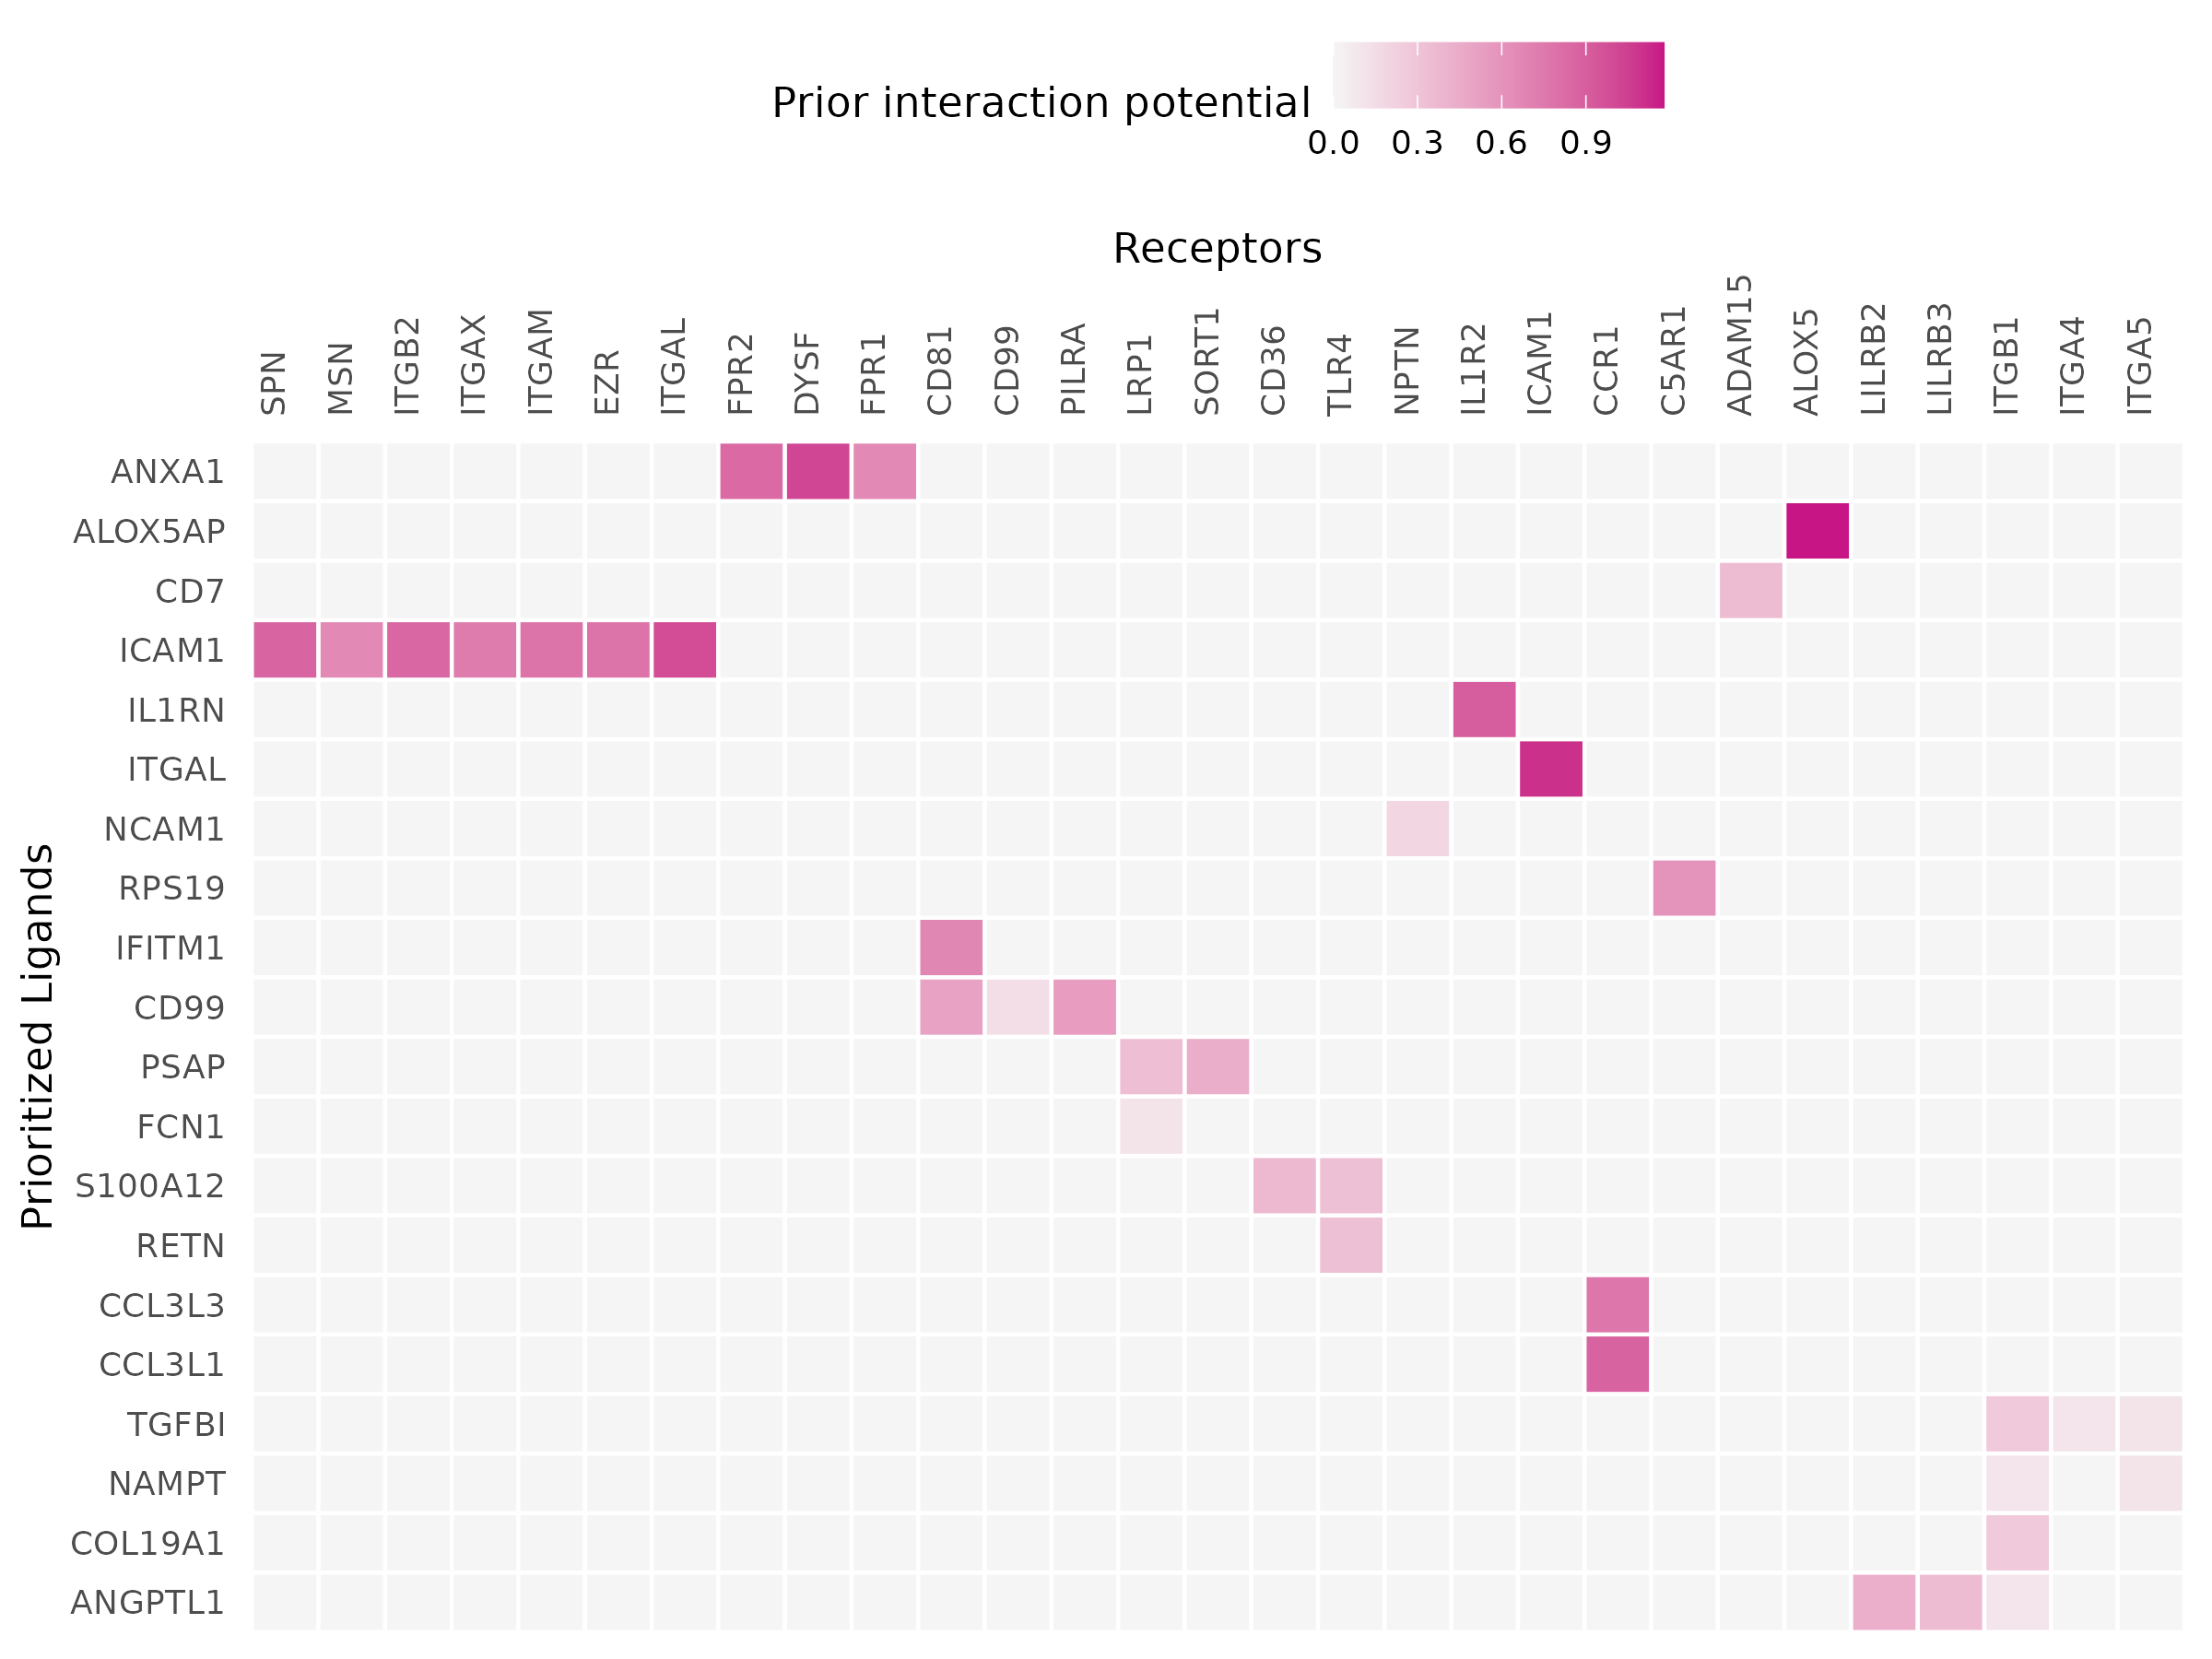 Prior interaction potential
0.0 0.3 0.6 0.9
Receptors
SPN MSN ITGB2 ITGAX ITGAM EZR ITGAL FPR2 DYSF FPR1 CD81 CD99 PILRA LRP1 SORT1 CD36 TLR4 NPTN IL1R2 ICAM1 CCR1 C5AR1 ADAM15 ALOX5 LILRB2 LILRB3 ITGB1 ITGA4 ITGA5
Prioritized Ligands
ANXA1
ALOX5AP
CD7
ICAM1
IL1RN
ITGAL
NCAM1
RPS19
IFITM1
CD99
PSAP
FCN1
S100A12
RETN
CCL3L3
CCL3L1
TGFBI
NAMPT
COL19A1
ANGPTL1